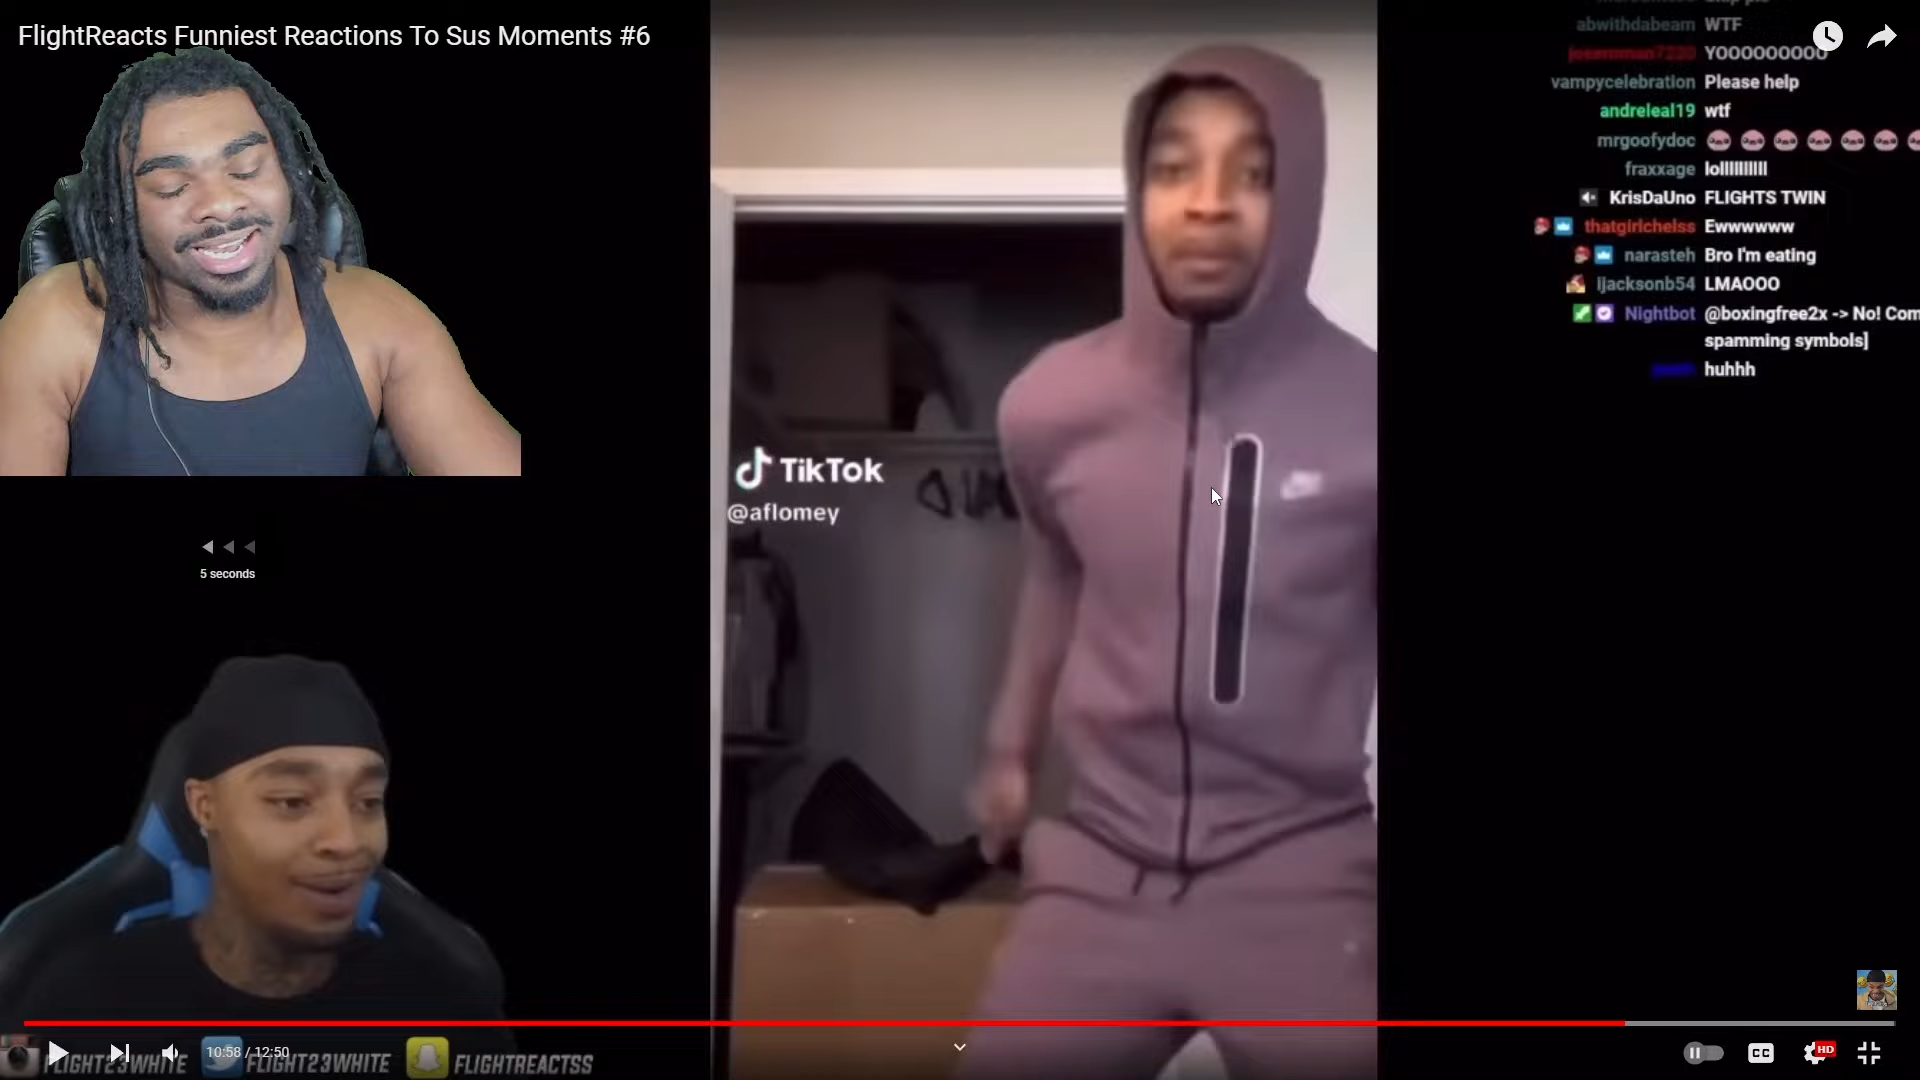 FlightReacts Funniest Reactions To Sus Moments #6
abwithdabeam WTF
YOOOOOOOOO
vampycelebration Please help
andreleal19 wtf
mrgoofydoc
fraxxage lolllllllllll
KrisDaUno FLIGHTS TWIN
thatgirlchelss Ewwwwww
narasteh Bro I'm eating
ljacksonb54 LMAOOO
Nightbot @boxingfree2x -> No! Com
spamming symbols]
huhhh
TikTok
@aflomey
5 seconds
10:58 / 12:50
FLIGHT23WHITE
FLIGHT23WHITE
FLIGHTREACTSS
CC
HD